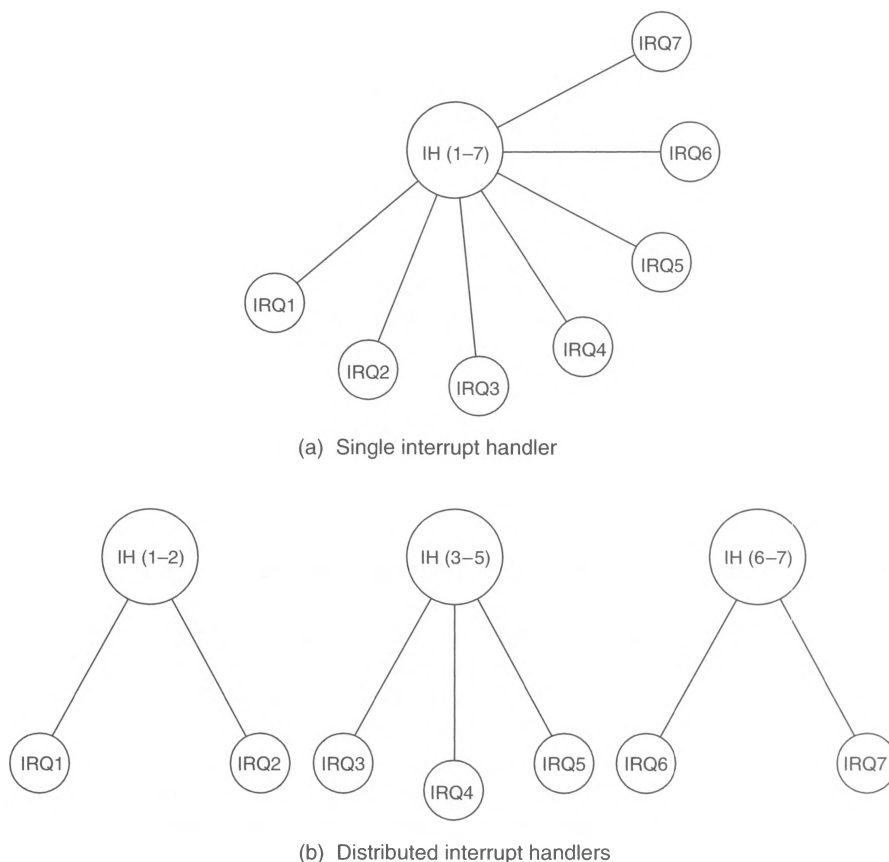 IRQ7
IH (1–7)
IRQ6
IRQ5
IRQ1
IRQ4
IRQ2
IRQ3
(a) Single interrupt handler
IH (1–2)
IH (3–5)
IH (6–7)
IRQ1
IRQ2
IRQ3
IRQ4
IRQ5
IRQ6
IRQ7
(b) Distributed interrupt handlers